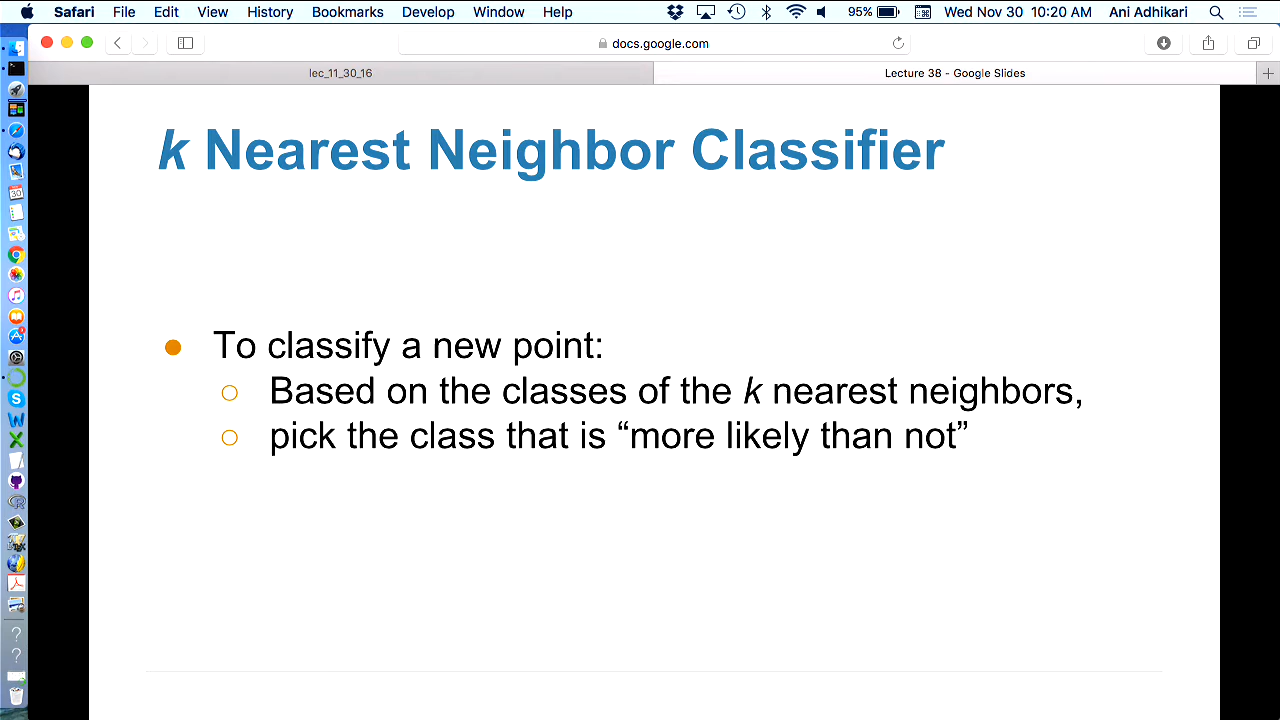 Safari File Edit View History Bookmarks Develop Window Help 95% Wed Nov 30 10:20 AM Ani Adhikari
docs.google.com
lec_11_30_16 Lecture 38 - Google Slides
k Nearest Neighbor Classifier
To classify a new point:
Based on the classes of the k nearest neighbors,
pick the class that is “more likely than not”